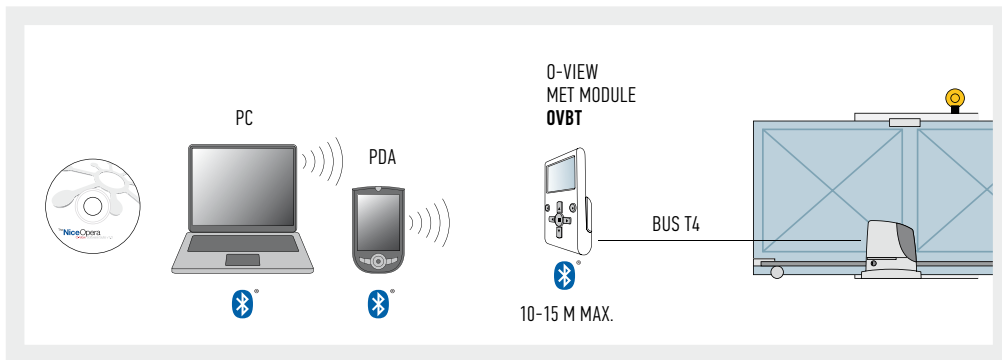 PC
PDA
NiceOpera
O-VIEW
MET MODULE
OVBT
BUS T4
10-15 M MAX.